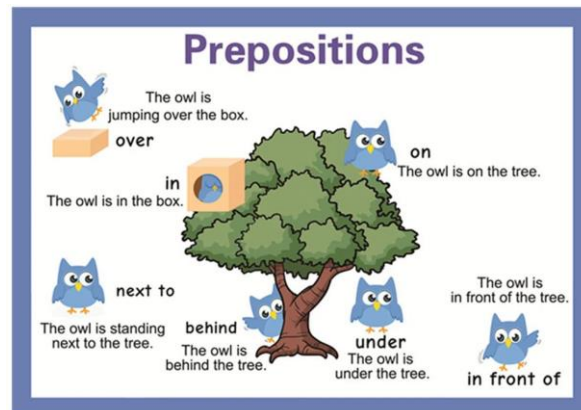 Prepositions
The owl is
jumping over the box.
over
on
The owl is on the tree.
in
The owl is in the box.
next to
The owl is standing
next to the tree.
behind
The owl is
behind the tree.
under
The owl is
under the tree.
The owl is
in front of the tree.
in front of